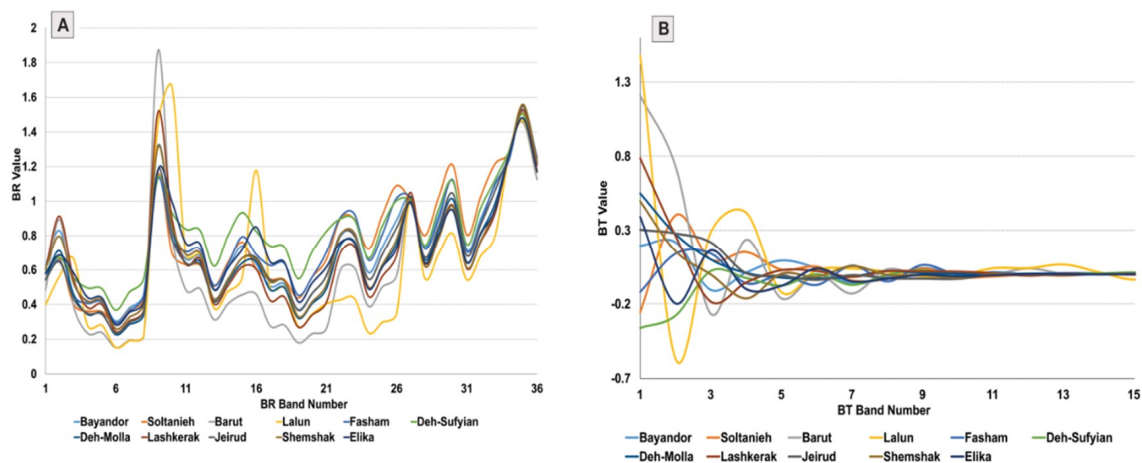 A
2
1.8
1.6
1.4
1.2
1
0.8
0.6
0.4
0.2
0
BR Value
1 6 11 16 21 26 31 36
BR Band Number
Bayandor Soltanieh Barut Lalun Fasham Deh-Sufyian
Deh-Molla Lashkerak Jeirud Shemshak Elika
B
1.3
0.8
0.3
-0.2
-0.7
BT Value
1 3 5 7 9 11 13 15
BT Band Number
Bayandor Soltanieh Barut Lalun Fasham Deh-Sufyian
Deh-Molla Lashkerak Jeirud Shemshak Elika